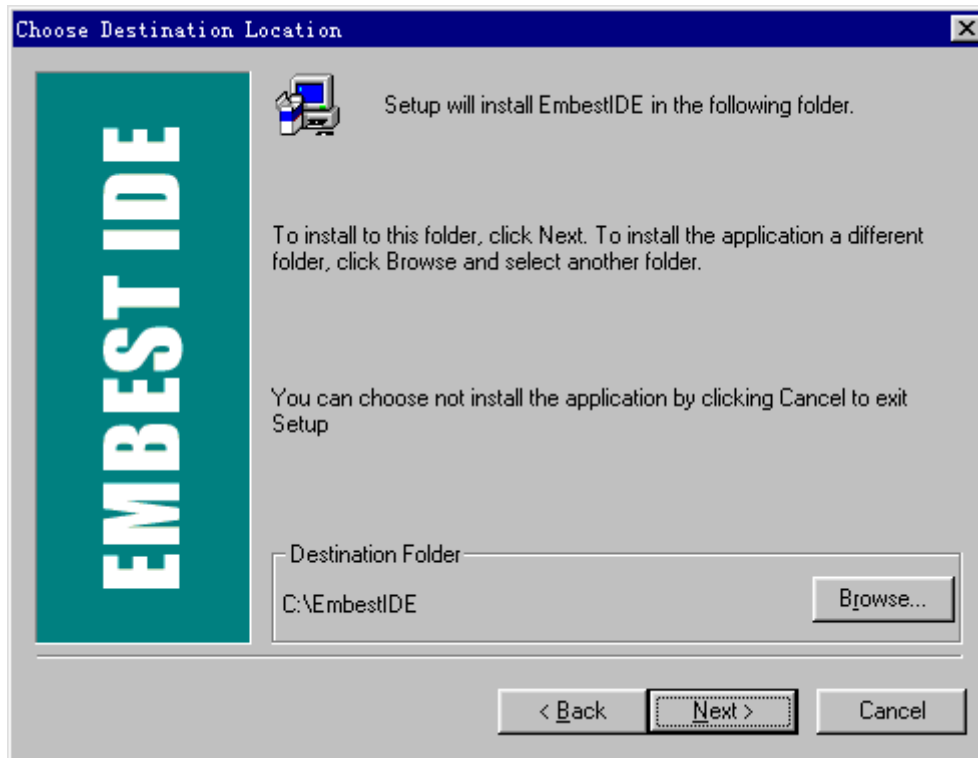 Choose Destination Location
EMBEST IDE
Setup will install EmbestIDE in the following folder.
To install to this folder, click Next. To install the application a different
folder, click Browse and select another folder.
You can choose not install the application by clicking Cancel to exit
Setup
Destination Folder
C:\EmbestIDE
Browse...
< Back
Next >
Cancel